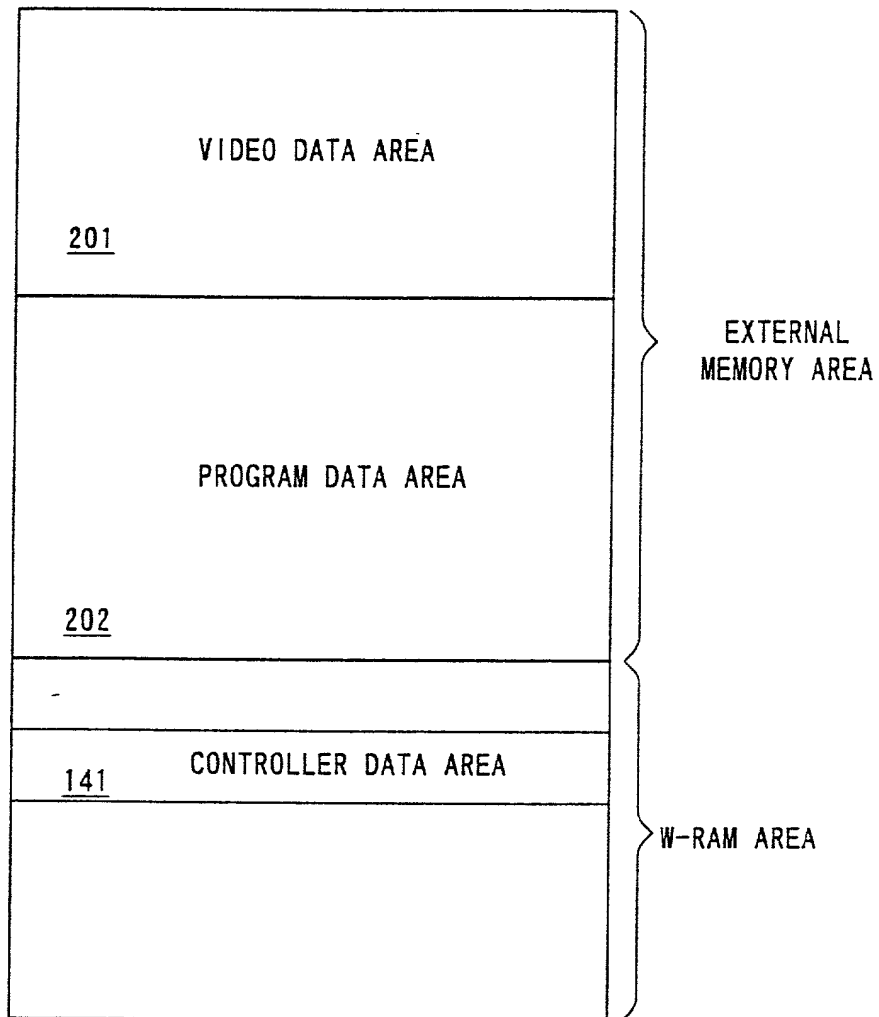 VIDEO DATA AREA
201
EXTERNAL
MEMORY AREA
PROGRAM DATA AREA
202
CONTROLLER DATA AREA
141
W-RAM AREA